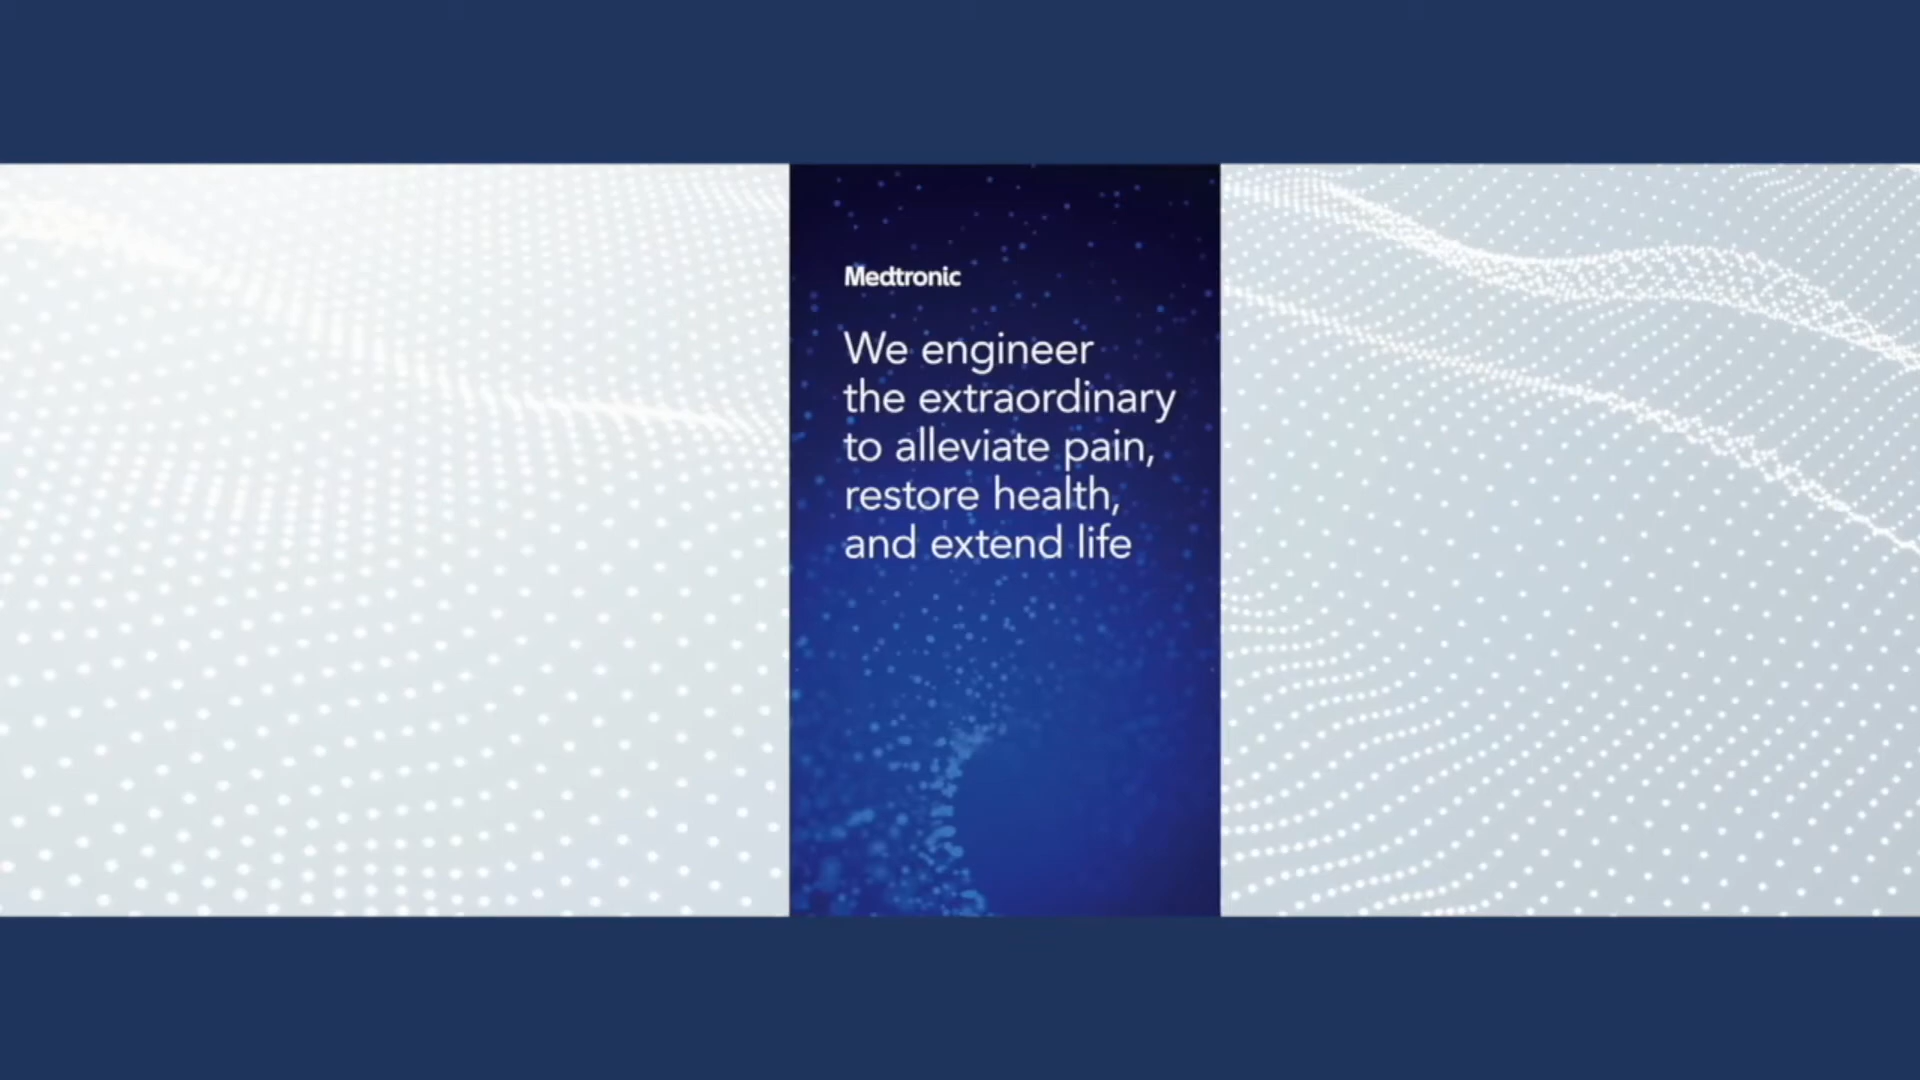 Medtronic
We engineer
the extraordinary
to alleviate pain,
restore health,
and extend life